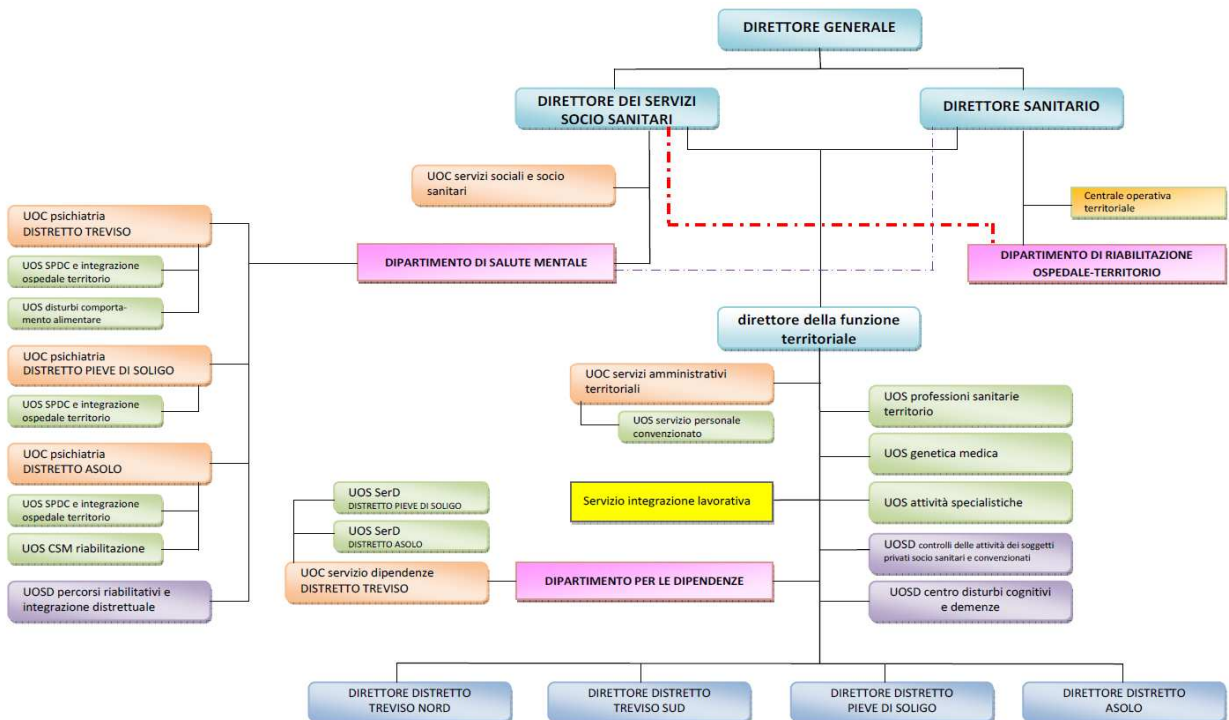 DIRETTORE GENERALE
DIRETTORE DEI SERVIZI
SOCIO SANITARI
DIRETTORE SANITARIO
UOC servizi sociali e socio
sanitari
Centrale operativa
territoriale
DIPARTIMENTO DI SALUTE MENTALE
DIPARTIMENTO DI RIABILITAZIONE
OSPEDALE-TERRITORIO
UOC psichiatria
DISTRETTO TREVISO
UOS SPDC e integrazione
ospedale territorio
UOS disturbi comporta-
mento alimentare
UOC psichiatria
DISTRETTO PIEVE DI SOLIGO
UOS SPDC e integrazione
ospedale territorio
UOC psichiatria
DISTRETTO ASOLO
UOS SPDC e integrazione
ospedale territorio
UOS CSM riabilitazione
UOSD percorsi riabilitativi e
integrazione distrettuale
direttore della funzione
territoriale
UOC servizi amministrativi
territoriali
UOS servizio personale
convenzionato
UOS professioni sanitarie
territorio
UOS genetica medica
Servizio integrazione lavorativa
UOS attività specialistiche
UOS SerD
DISTRETTO PIEVE DI SOLIGO
UOS SerD
DISTRETTO ASOLO
UOC servizio dipendenze
DISTRETTO TREVISO
DIPARTIMENTO PER LE DIPENDENZE
UOSD controlli delle attività dei soggetti
privati socio sanitari e convenzionati
UOSD centro disturbi cognitivi
e demenze
DIRETTORE DISTRETTO
TREVISO NORD
DIRETTORE DISTRETTO
TREVISO SUD
DIRETTORE DISTRETTO
PIEVE DI SOLIGO
DIRETTORE DISTRETTO
ASOLO